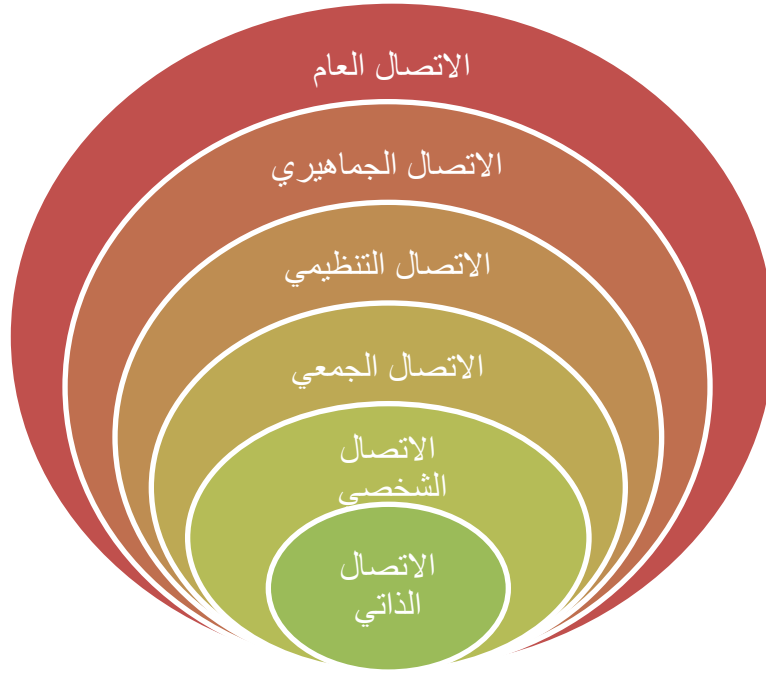 الاتصال العام
الاتصال الجماهيري
الاتصال التنظيمي
الاتصال الجمعي
الاتصال
الشخصي
الاتصال
الذاتي